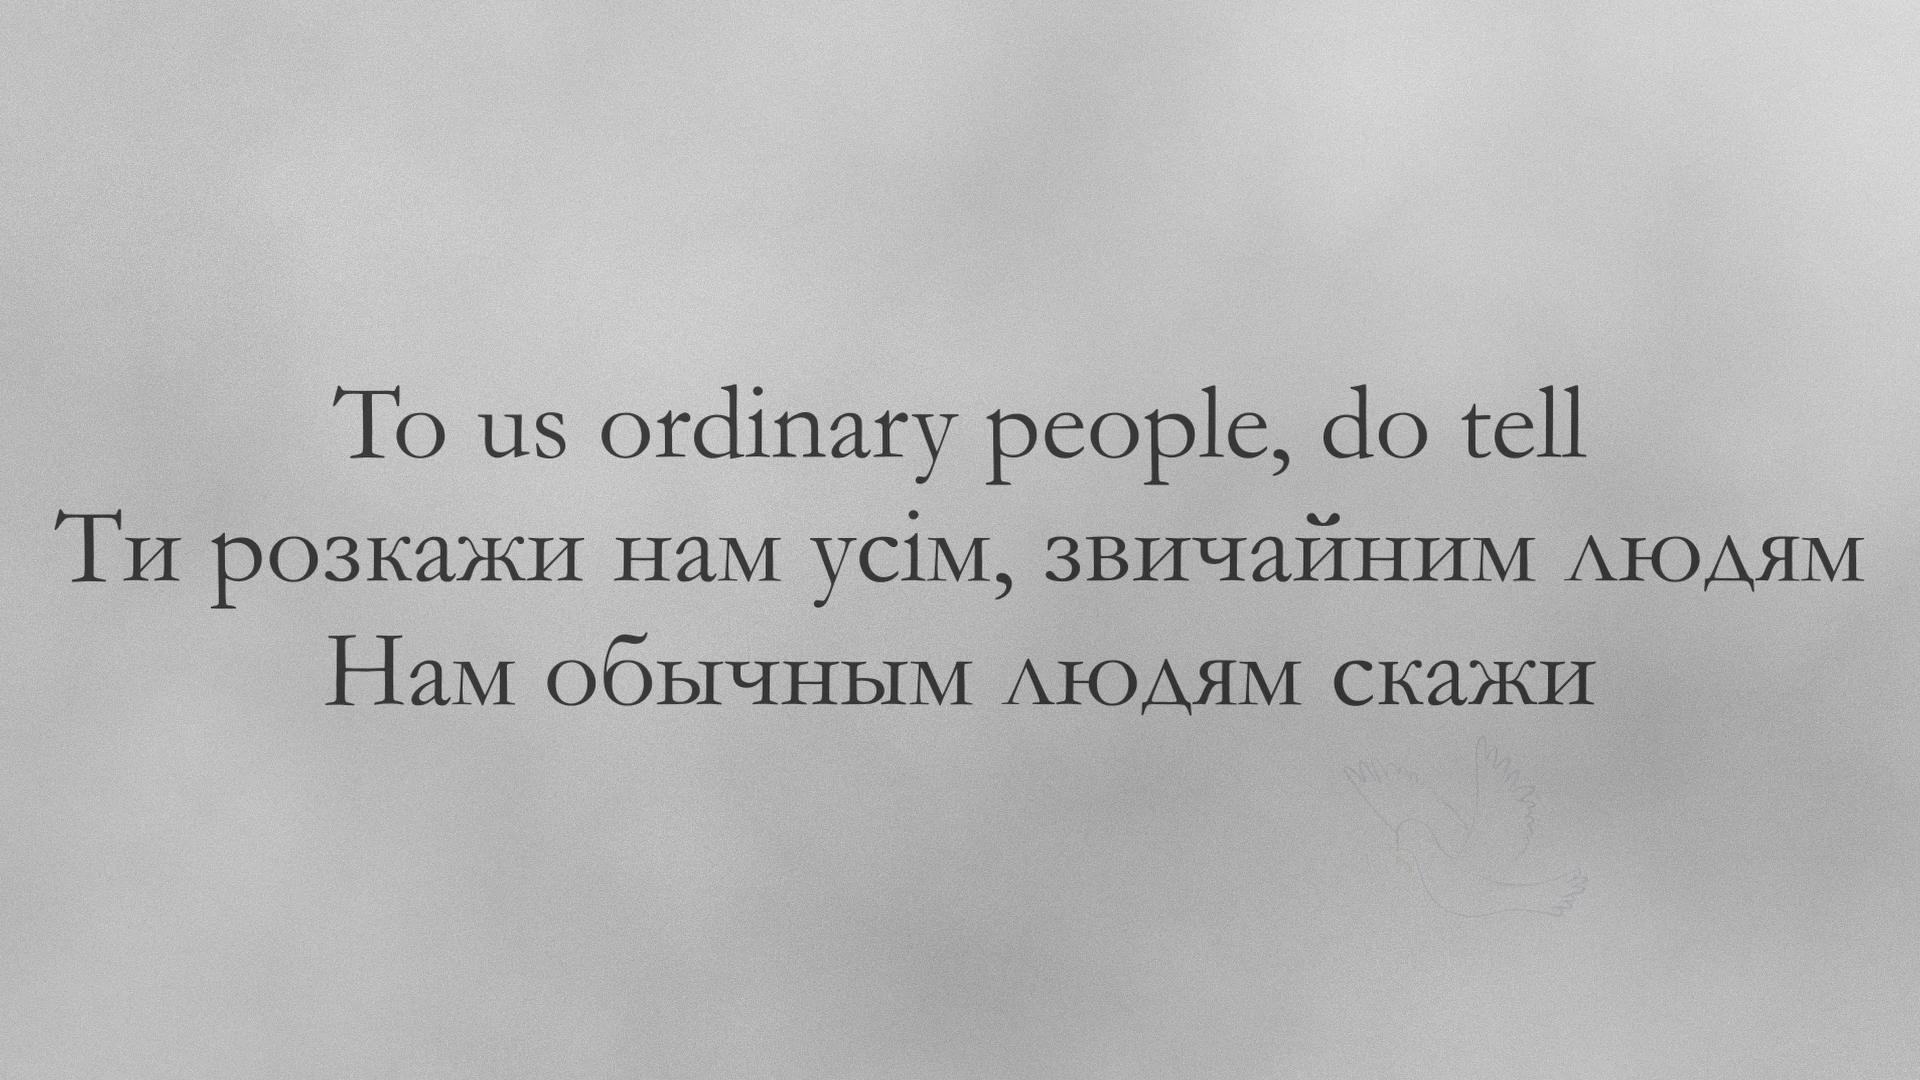 To us ordinary people, do tell
Ти розкажи нам усім, звичайним людям
Нам обычным людям скажи